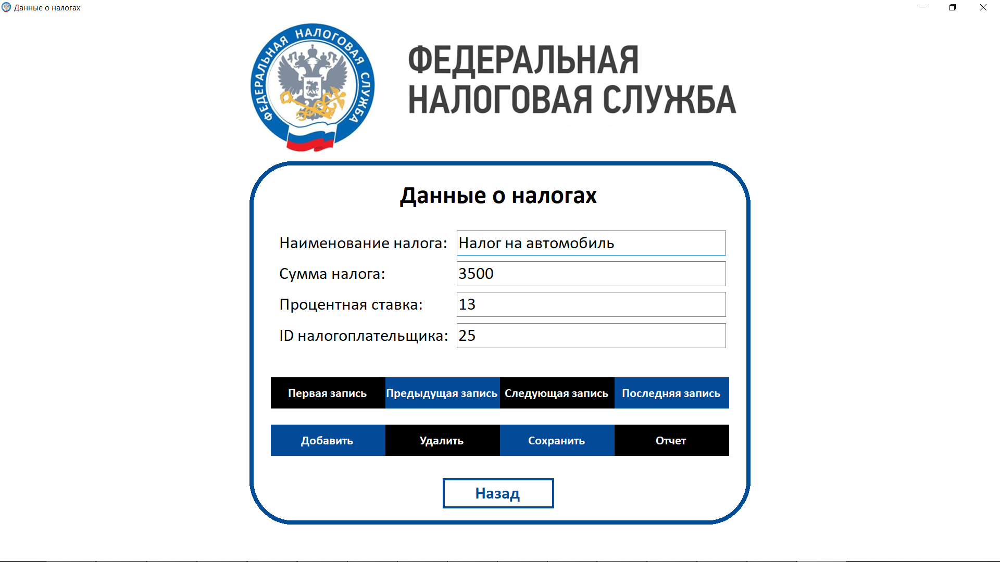 Данные о налогах
ФЕДЕРАЛЬНАЯ НАЛОГОВАЯ СЛУЖБА
ФЕДЕРАЛЬНАЯ
НАЛОГОВАЯ СЛУЖБА
Данные о налогах
Наименование налога: Налог на автомобиль
Сумма налога: 3500
Процентная ставка: 13
ID налогоплательщика: 25
Первая запись Предыдущая запись Следующая запись Последняя запись
Добавить Удалить Сохранить Отчет
Назад